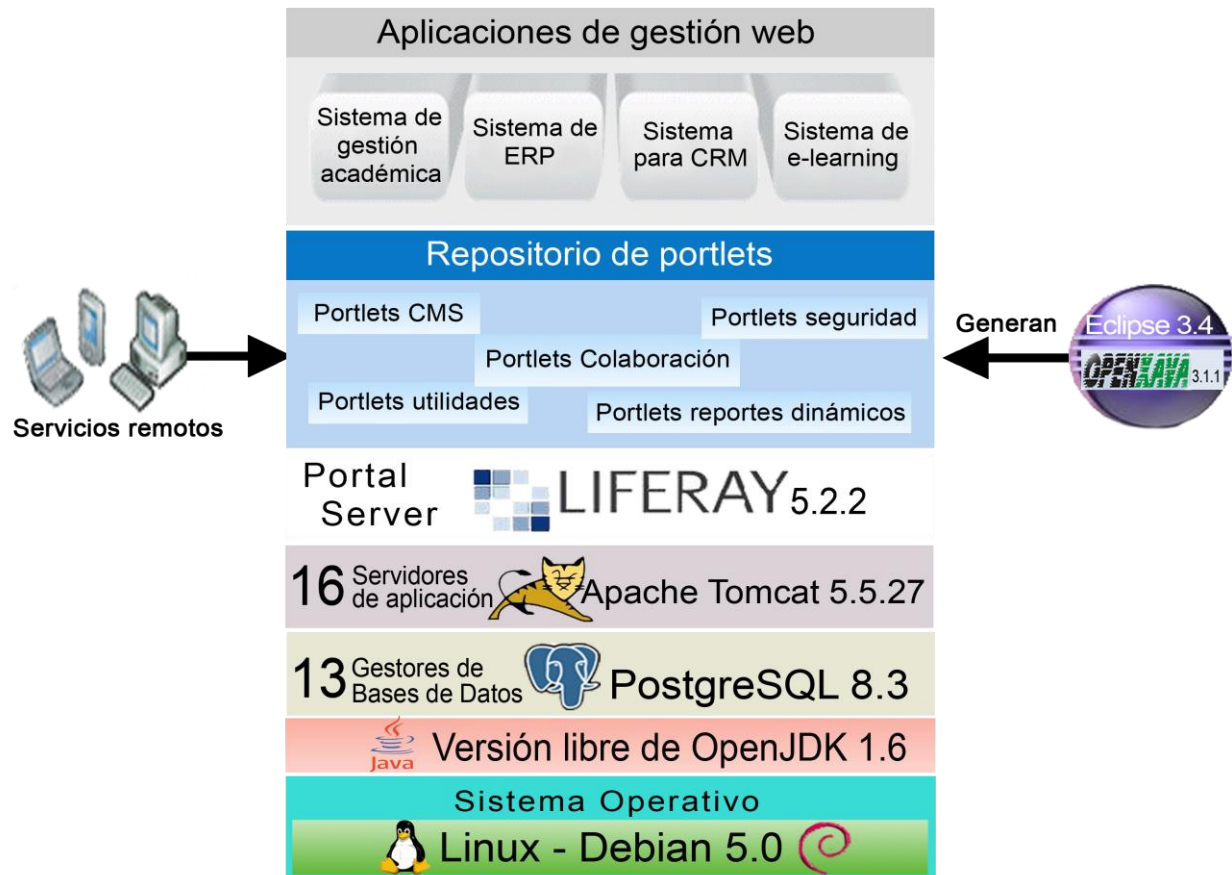 Aplicaciones de gestión web
Sistema de
gestión
académica
Sistema de
ERP
Sistema
para CRM
Sistema de
e-learning
Repositorio de portlets
Portlets CMS
Portlets seguridad
Portlets Colaboración
Portlets utilidades
Portlets reportes dinámicos
Servicios remotos
Generan
Eclipse 3.4
OPENXAVA 3.1.1
Portal
Server
LIFERAY 5.2.2
16 Servidores
de aplicación
Apache Tomcat 5.5.27
13 Gestores de
Bases de Datos
PostgreSQL 8.3
Java
Versión libre de OpenJDK 1.6
Sistema Operativo
Linux - Debian 5.0